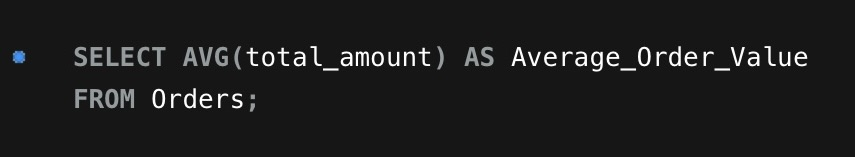 SELECT AVG(total_amount) AS Average_Order_Value
FROM Orders;